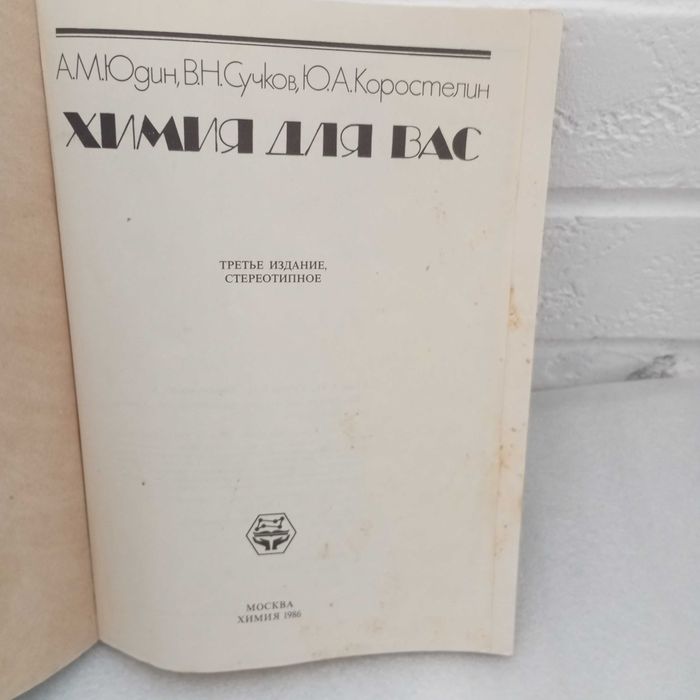 А.М.Юдин, В.Н.Сучков, Ю.А.Коростелин
ХИМИЯ ДЛЯ ВАС
ТРЕТЬЕ ИЗДАНИЕ,
СТЕРЕОТИПНОЕ
МОСКВА
ХИМИЯ 1986